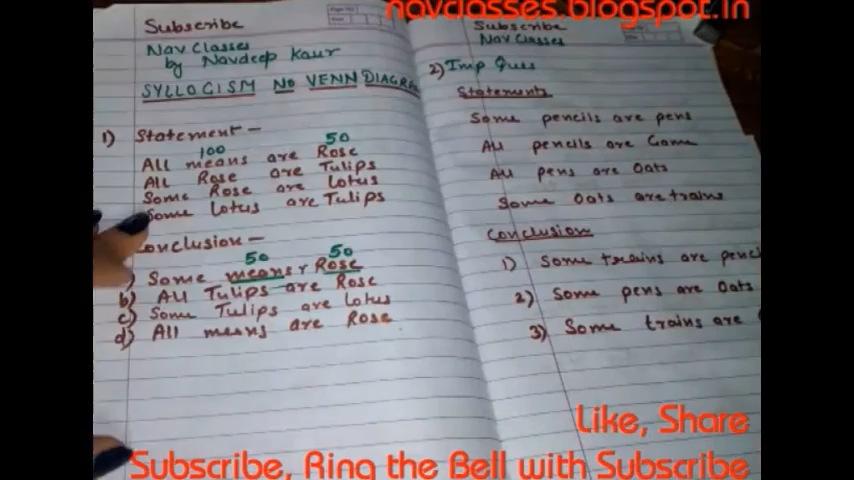 navclasses.blogspot.in
Subscribe
Nav Classes
by Navdeep Kaur
SYLLOGISM NO VENN DIAGRAM
1) Statement -
100 50
All means are Rose
All Rose are Tulips
Some Rose are Lotus
Some Lotus are Tulips
Conclusion -
50 50
Some means r Rose
b) All Tulips are Rose
c) Some Tulips are Lotus
d) All means are Rose
Subscribe
Nav Classes
2) Imp Ques
Statements
Some pencils are pens
All pencils are Game
All pens are Oats
Some Oats are trains
Conclusion
1) Some trains are penci
2) Some pens are Oats
3) Some trains are
Like, Share
Subscribe, Ring the Bell with Subscribe